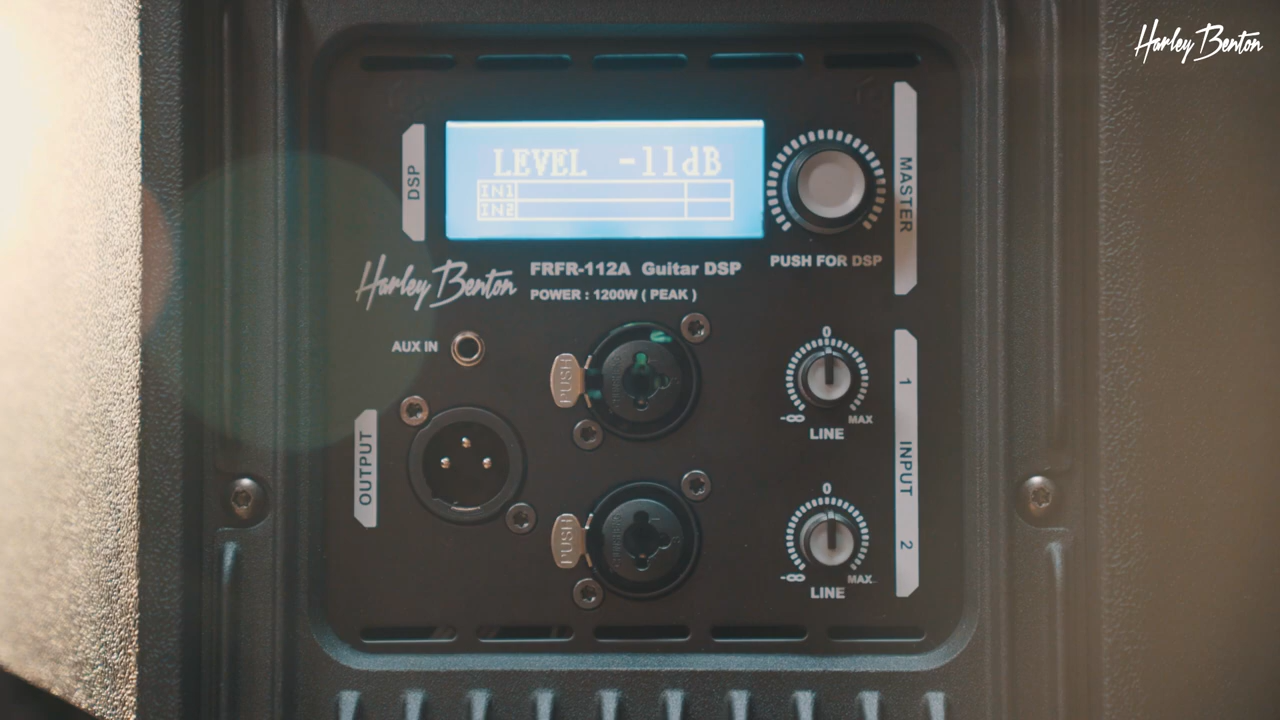 Harley Benton
LEVEL -11dB
IN1
IN2
DSP
MASTER
PUSH FOR DSP
Harley Benton
FRFR-112A Guitar DSP
POWER : 1200W ( PEAK )
AUX IN
PUSH
0
-∞ MAX
LINE
1
INPUT
2
OUTPUT
PUSH
0
-∞ MAX
LINE